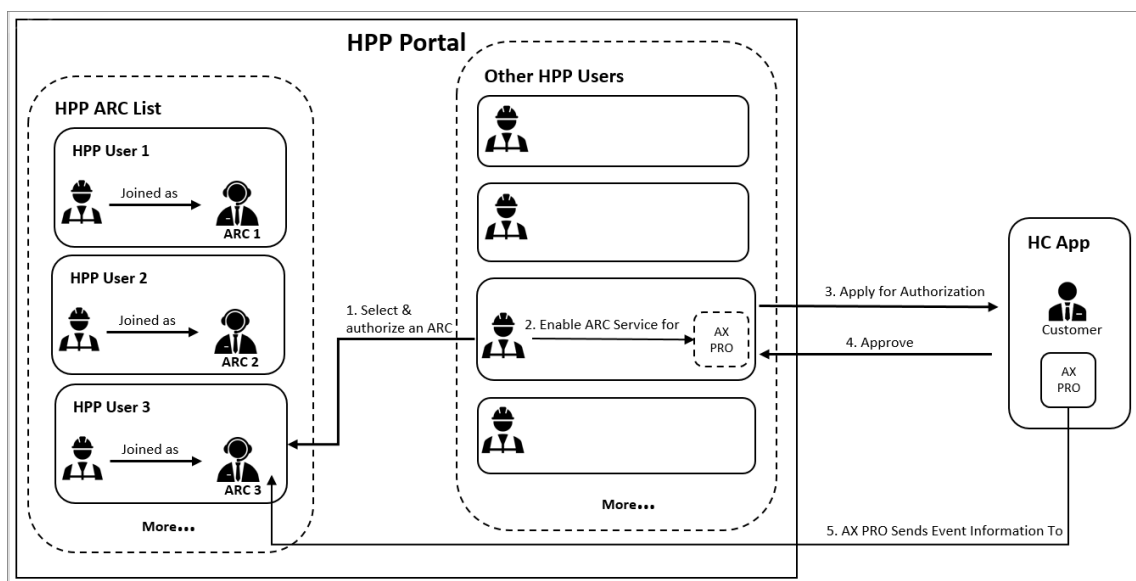 HPP Portal
HPP ARC List
HPP User 1
Joined as
ARC 1
HPP User 2
Joined as
ARC 2
HPP User 3
Joined as
ARC 3
More...
1. Select &
authorize an ARC
Other HPP Users
2. Enable ARC Service for
AX
PRO
More...
3. Apply for Authorization
4. Approve
HC App
Customer
AX
PRO
5. AX PRO Sends Event Information To